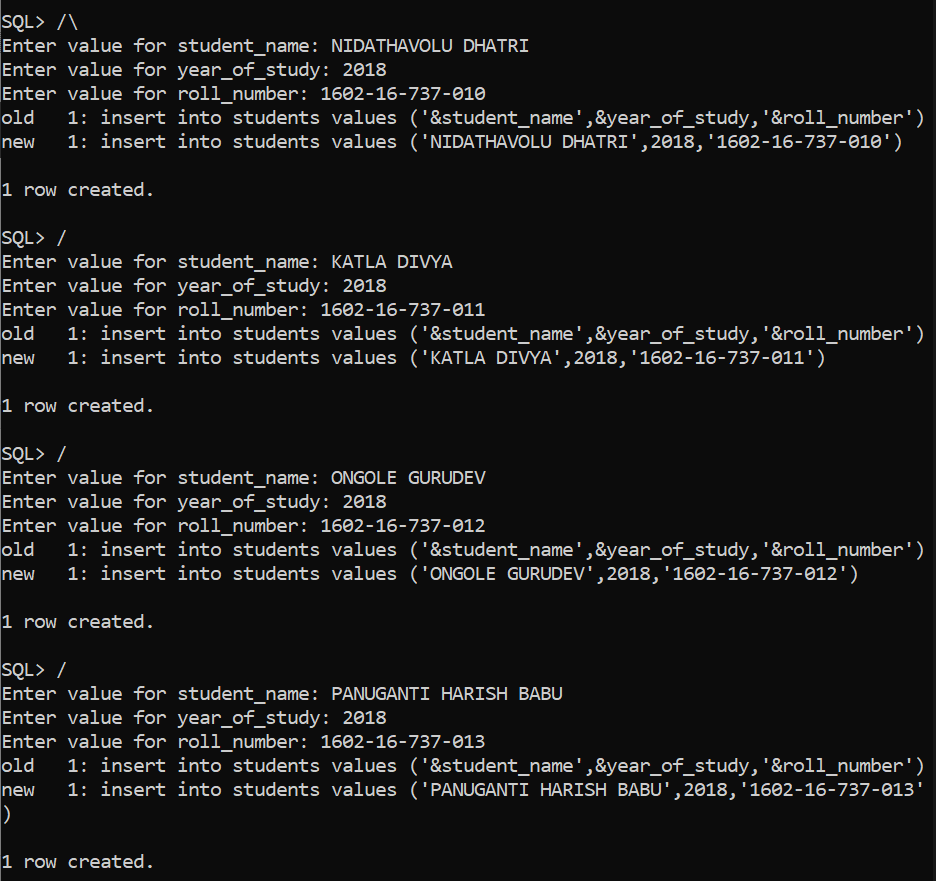 SQL> /\
Enter value for student_name: NIDATHAVOLU DHATRI
Enter value for year_of_study: 2018
Enter value for roll_number: 1602-16-737-010
old   1: insert into students values ('&student_name',&year_of_study,'&roll_number')
new   1: insert into students values ('NIDATHAVOLU DHATRI',2018,'1602-16-737-010')
1 row created.
SQL> /
Enter value for student_name: KATLA DIVYA
Enter value for year_of_study: 2018
Enter value for roll_number: 1602-16-737-011
old   1: insert into students values ('&student_name',&year_of_study,'&roll_number')
new   1: insert into students values ('KATLA DIVYA',2018,'1602-16-737-011')
1 row created.
SQL> /
Enter value for student_name: ONGOLE GURUDEV
Enter value for year_of_study: 2018
Enter value for roll_number: 1602-16-737-012
old   1: insert into students values ('&student_name',&year_of_study,'&roll_number')
new   1: insert into students values ('ONGOLE GURUDEV',2018,'1602-16-737-012')
1 row created.
SQL> /
Enter value for student_name: PANUGANTI HARISH BABU
Enter value for year_of_study: 2018
Enter value for roll_number: 1602-16-737-013
old   1: insert into students values ('&student_name',&year_of_study,'&roll_number')
new   1: insert into students values ('PANUGANTI HARISH BABU',2018,'1602-16-737-013'
)
1 row created.